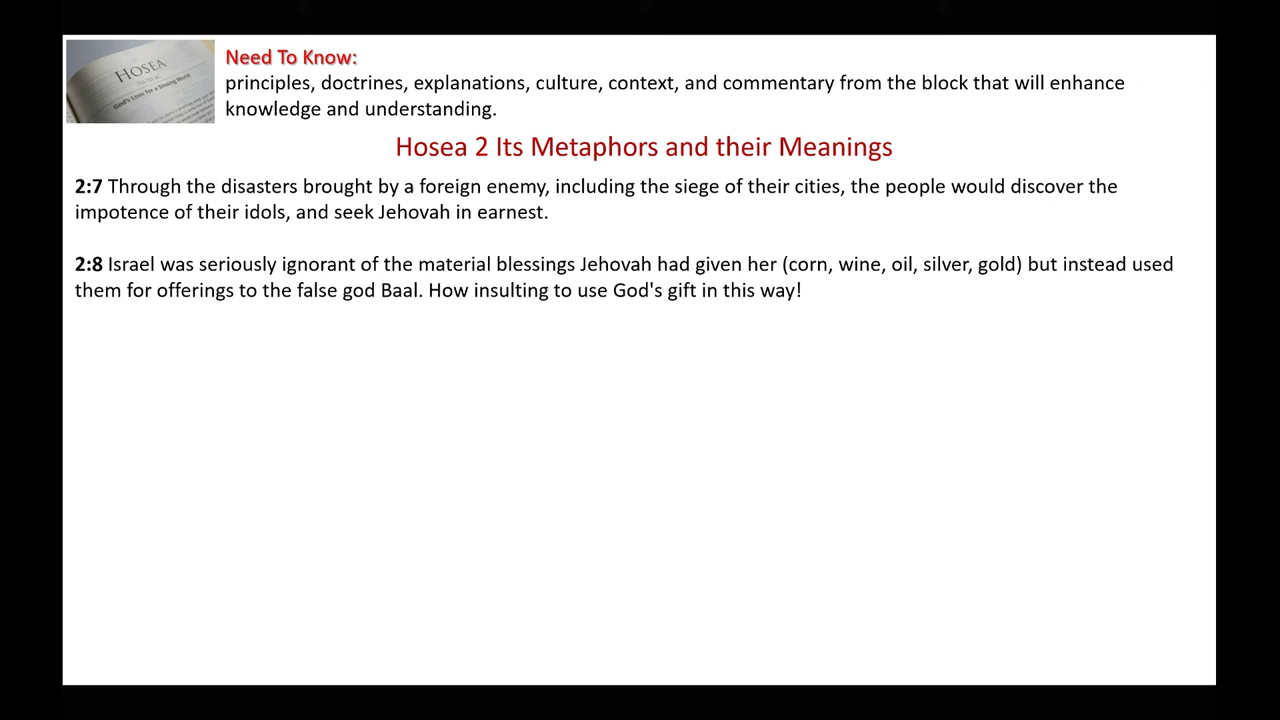 HOSEA
God's Love for a Sinning World
Need To Know:
principles, doctrines, explanations, culture, context, and commentary from the block that will enhance
knowledge and understanding.
Hosea 2 Its Metaphors and their Meanings
2:7 Through the disasters brought by a foreign enemy, including the siege of their cities, the people would discover the
impotence of their idols, and seek Jehovah in earnest.
2:8 Israel was seriously ignorant of the material blessings Jehovah had given her (corn, wine, oil, silver, gold) but instead used
them for offerings to the false god Baal. How insulting to use God's gift in this way!